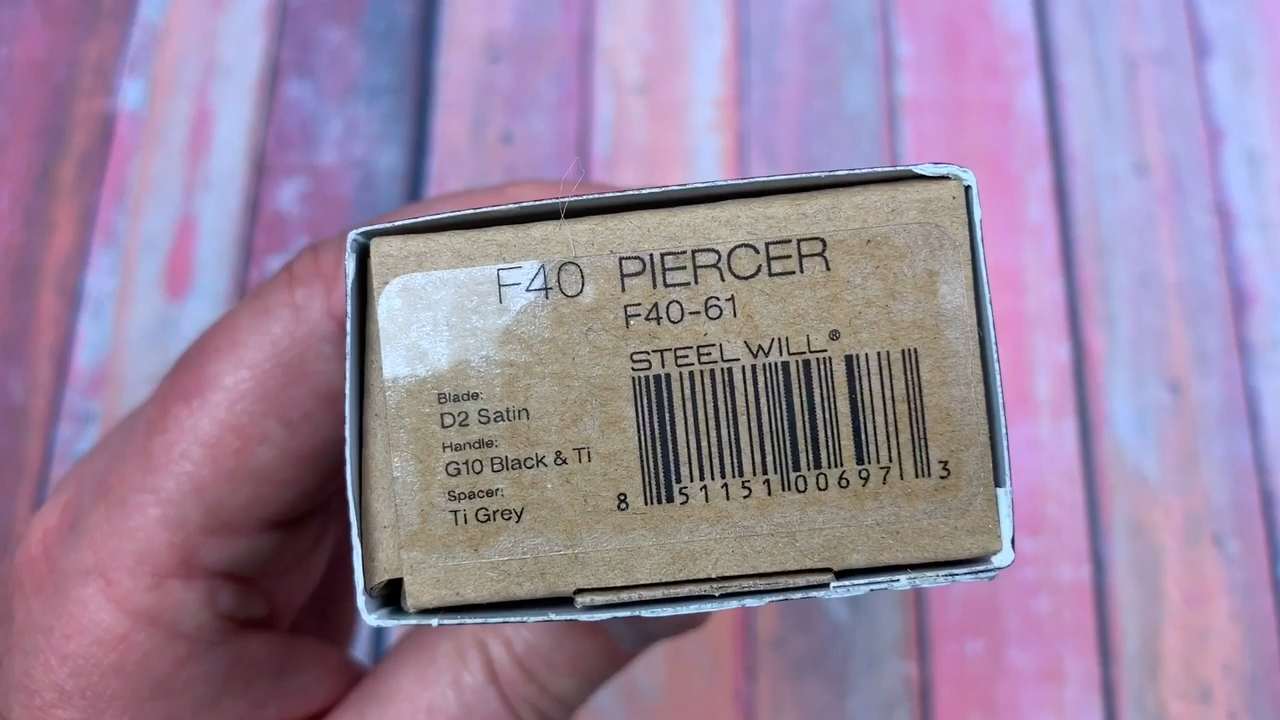 F40 PIERCER
F40-61
STEEL WILL®
Blade:
D2 Satin
Handle:
G10 Black & Ti
Spacer:
Ti Grey
8 51151 00697 3